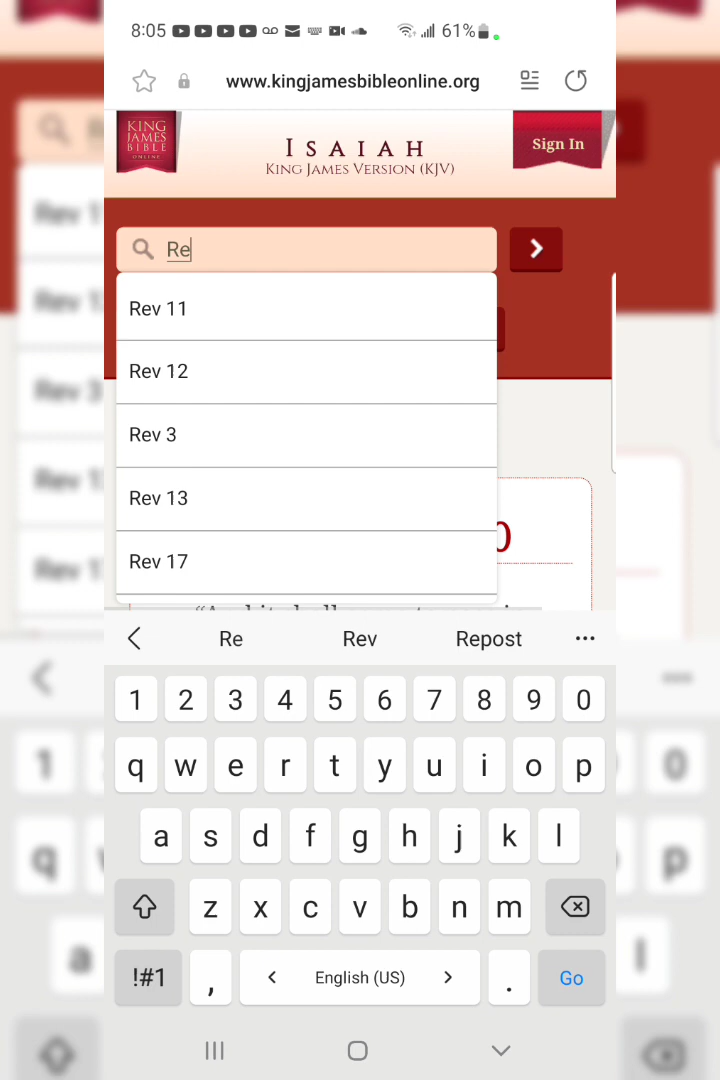 8:05 61%
www.kingjamesbibleonline.org
KING
JAMES
BIBLE
ONLINE
ISAIAH
KING JAMES VERSION (KJV)
Sign In
Re
Rev 11
Rev 12
Rev 3
Rev 13
Rev 17
Re Rev Repost
1 2 3 4 5 6 7 8 9 0
q w e r t y u i o p
a s d f g h j k l
z x c v b n m
!#1 , < English (US) > . Go